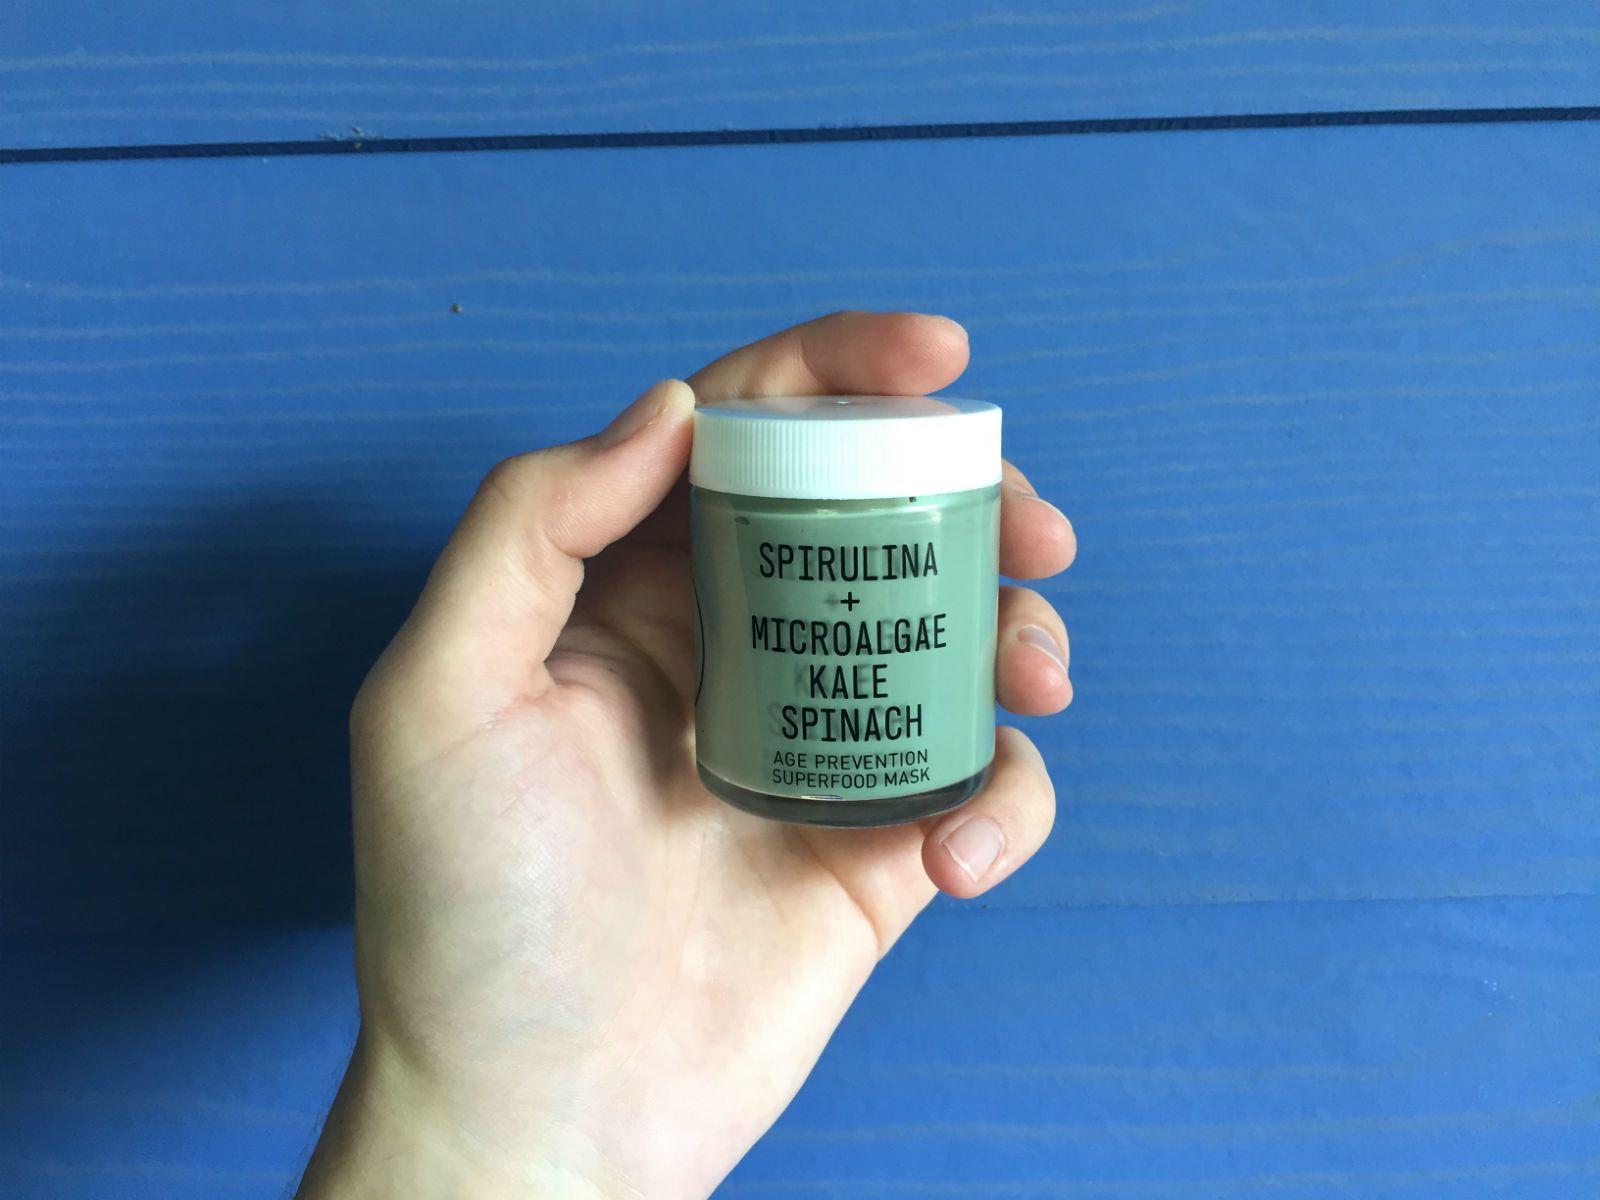 SPIRULINA
+
MICROALGAE
KALE
SPINACH
AGE PREVENTION
SUPERFOOD MASK